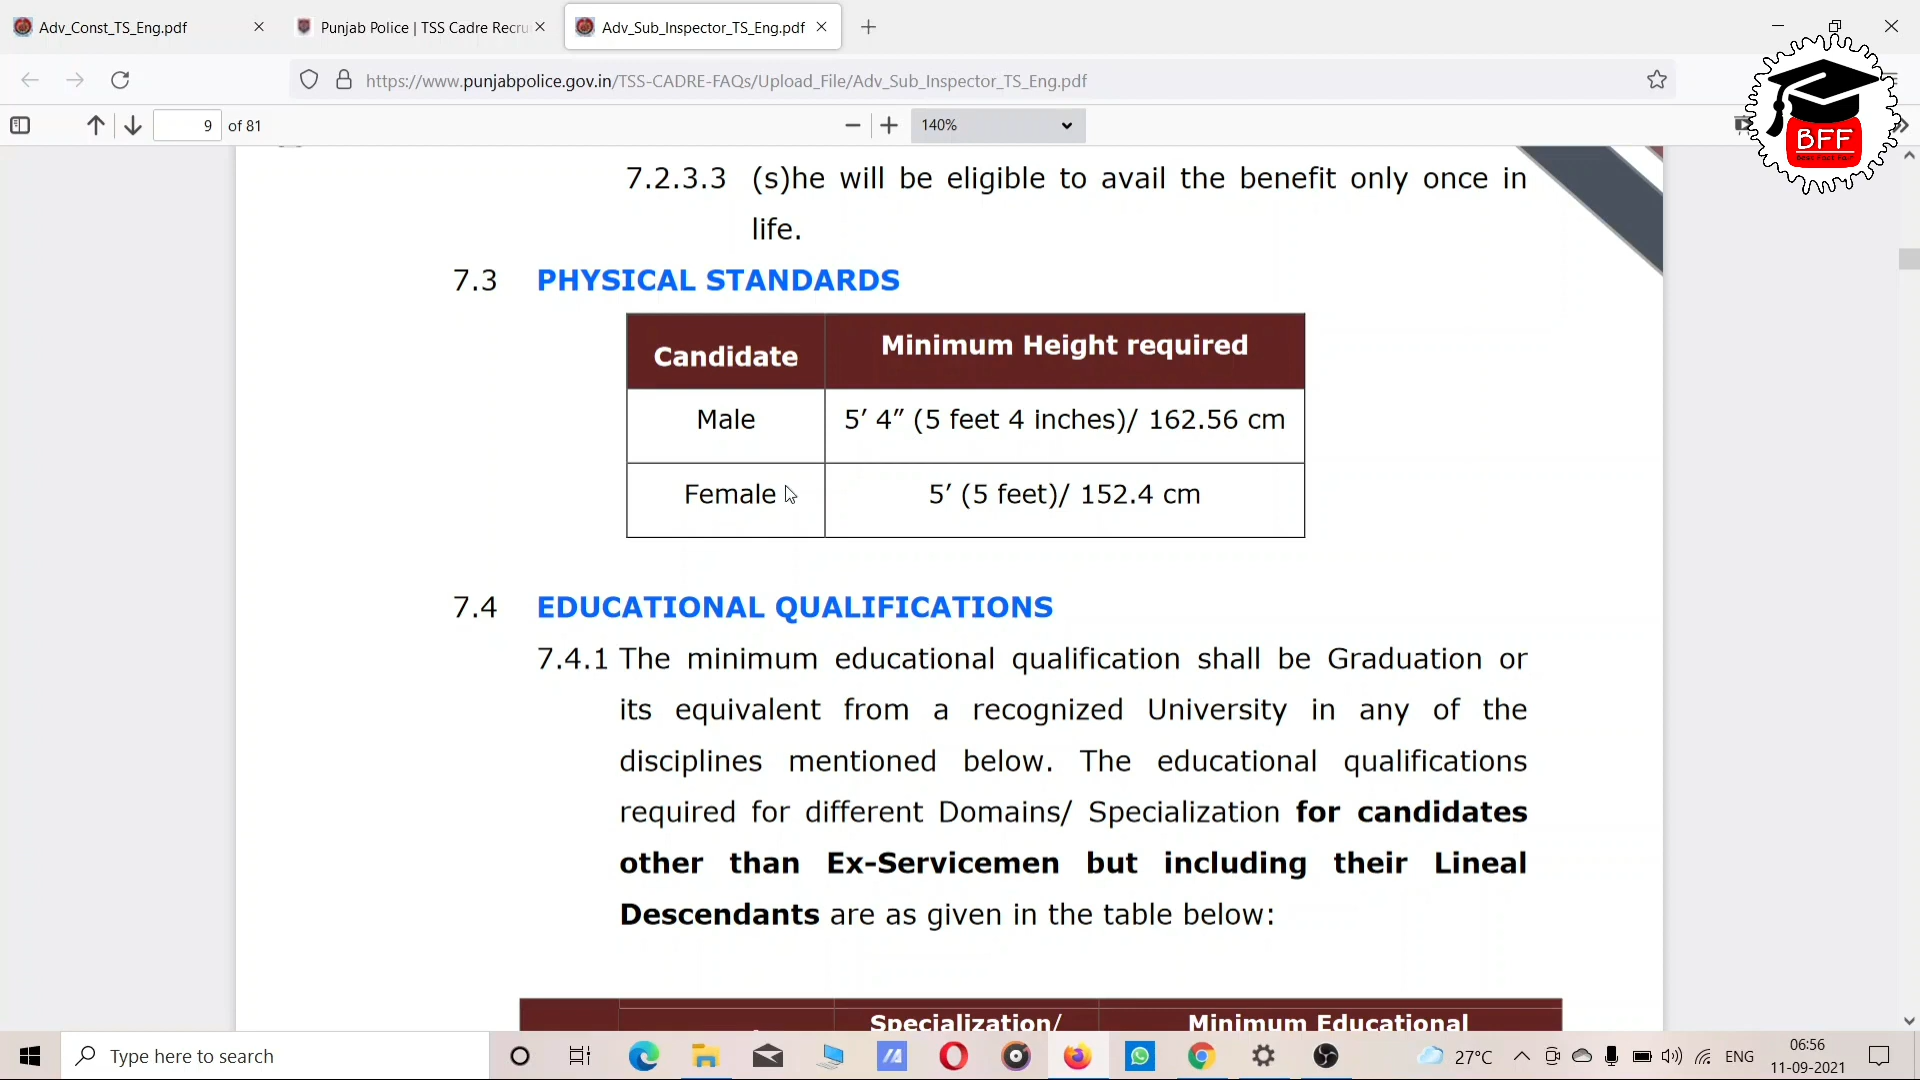 Adv_Const_TS_Eng.pdf
Punjab Police | TSS Cadre Recru
Adv_Sub_Inspector_TS_Eng.pdf
https://www.punjabpolice.gov.in/TSS-CADRE-FAQs/Upload_File/Adv_Sub_Inspector_TS_Eng.pdf
9 of 81
140%
BFF
7.2.3.3 (s)he will be eligible to avail the benefit only once in
life.
7.3 PHYSICAL STANDARDS
Candidate Minimum Height required
Male 5’ 4” (5 feet 4 inches)/ 162.56 cm
Female 5’ (5 feet)/ 152.4 cm
7.4 EDUCATIONAL QUALIFICATIONS
7.4.1 The minimum educational qualification shall be Graduation or
its equivalent from a recognized University in any of the
disciplines mentioned below. The educational qualifications
required for different Domains/ Specialization for candidates
other than Ex-Servicemen but including their Lineal
Descendants are as given in the table below:
Specialization/ Minimum Educational
Type here to search
27°C
ENG
06:56
11-09-2021